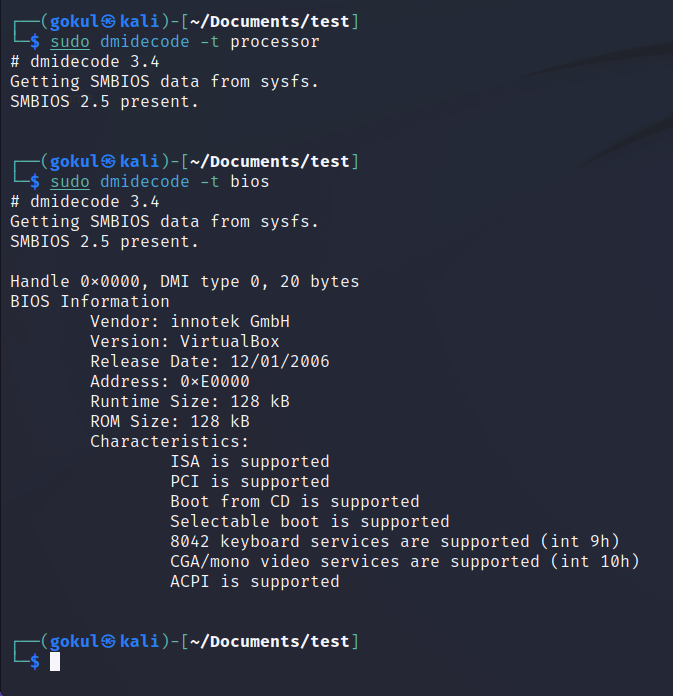 ┌──(gokul㉿kali)-[~/Documents/test]
└─$ sudo dmidecode -t processor
# dmidecode 3.4
Getting SMBIOS data from sysfs.
SMBIOS 2.5 present.
┌──(gokul㉿kali)-[~/Documents/test]
└─$ sudo dmidecode -t bios
# dmidecode 3.4
Getting SMBIOS data from sysfs.
SMBIOS 2.5 present.
Handle 0×0000, DMI type 0, 20 bytes
BIOS Information
Vendor: innotek GmbH
Version: VirtualBox
Release Date: 12/01/2006
Address: 0×E0000
Runtime Size: 128 kB
ROM Size: 128 kB
Characteristics:
ISA is supported
PCI is supported
Boot from CD is supported
Selectable boot is supported
8042 keyboard services are supported (int 9h)
CGA/mono video services are supported (int 10h)
ACPI is supported
┌──(gokul㉿kali)-[~/Documents/test]
└─$